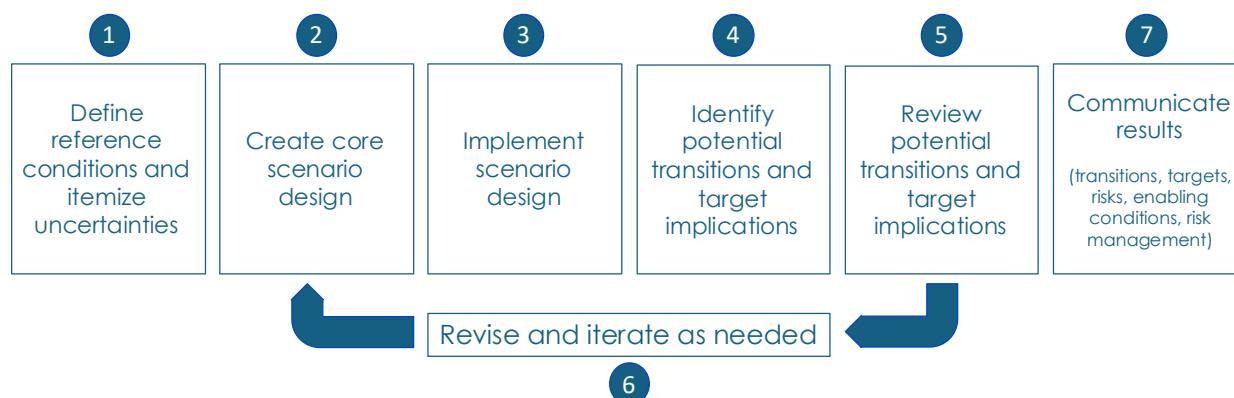 1
Define
reference
conditions and
itemize
uncertainties
2
Create core
scenario
design
3
Implement
scenario
design
4
Identify
potential
transitions and
target
implications
5
Review
potential
transitions and
target
implications
7
Communicate
results
(transitions, targets,
risks, enabling
conditions, risk
management)
Revise and iterate as needed
6